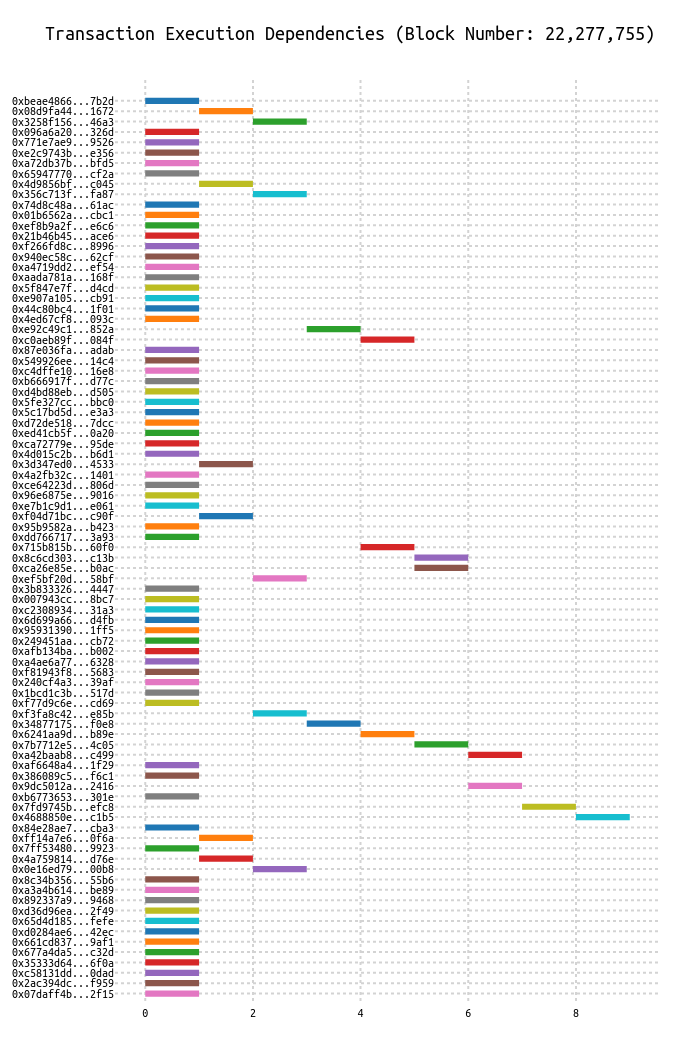 Transaction Execution Dependencies (Block Number: 22,277,755)
0xbeae4866...7b2d
0x08d9fa44...1672
0x3258f156...46a3
0x096a6a20...326d
0x771e7ae9...9526
0xe2c9743b...e356
0xa72db37b...bfd5
0x65947770...cf2a
0x4d9856bf...c045
0x356c713f...fa87
0x74d8c48a...61ac
0x01b6562a...cbc1
0xef8b9a2f...e6c6
0x21b46b45...ace6
0xf266fd8c...8996
0x940ec58c...62cf
0xa4719dd2...ef54
0xaada781a...168f
0x5f847e7f...d4cd
0xe907a105...cb91
0x44c80bc4...1f01
0x4ed67cf8...093c
0xe92c49c1...852a
0xc0aeb89f...084f
0x87e036fa...adab
0x549926ee...14c4
0xc4dffe10...16e8
0xb666917f...d77c
0xd4bd88eb...d505
0x5fe327cc...bbc0
0x5c17bd5d...e3a3
0xd72de518...7dcc
0xed41cb5f...0a20
0xca72779e...95de
0x4d015c2b...b6d1
0x3d347ed0...4533
0x4a2fb32c...1401
0xce64223d...806d
0x96e6875e...9016
0xe7b1c9d1...e061
0xf04d71bc...c90f
0x95b9582a...b423
0xdd766717...3a93
0x715b815b...60f0
0x8c6cd303...c13b
0xca26e85e...b0ac
0xef5bf20d...58bf
0x3b833326...4447
0x007943cc...8bc7
0xc2308934...31a3
0x6d699a66...d4fb
0x95931390...1ff5
0x249451aa...cb72
0xafb134ba...b002
0xa4ae6a77...6328
0xf81943f8...5683
0x240cf4a3...39af
0x1bcd1c3b...517d
0xf77d9c6e...cd69
0xf3fa8c42...e85b
0x34877175...f0e8
0x6241aa9d...b89e
0x7b7712e5...4c05
0xa42baab8...c499
0xaf6648a4...1f29
0x386089c5...f6c1
0x9dc5012a...2416
0xb6773653...301e
0x7fd9745b...efc8
0x4688850e...c1b5
0x84e28ae7...cba3
0xff14a7e6...0f6a
0x7ff53480...9923
0x4a759814...d76e
0x0e16ed79...00b8
0x8c34b356...55b6
0xa3a4b614...be89
0x892337a9...9468
0xd36d96ea...2f49
0x65d4d185...fefe
0xd0284ae6...42ec
0x661cd837...9af1
0x677a4da5...c32d
0x35333d64...6f0a
0xc58131dd...0dad
0x2ac394dc...f959
0x07daff4b...2f15
0 2 4 6 8